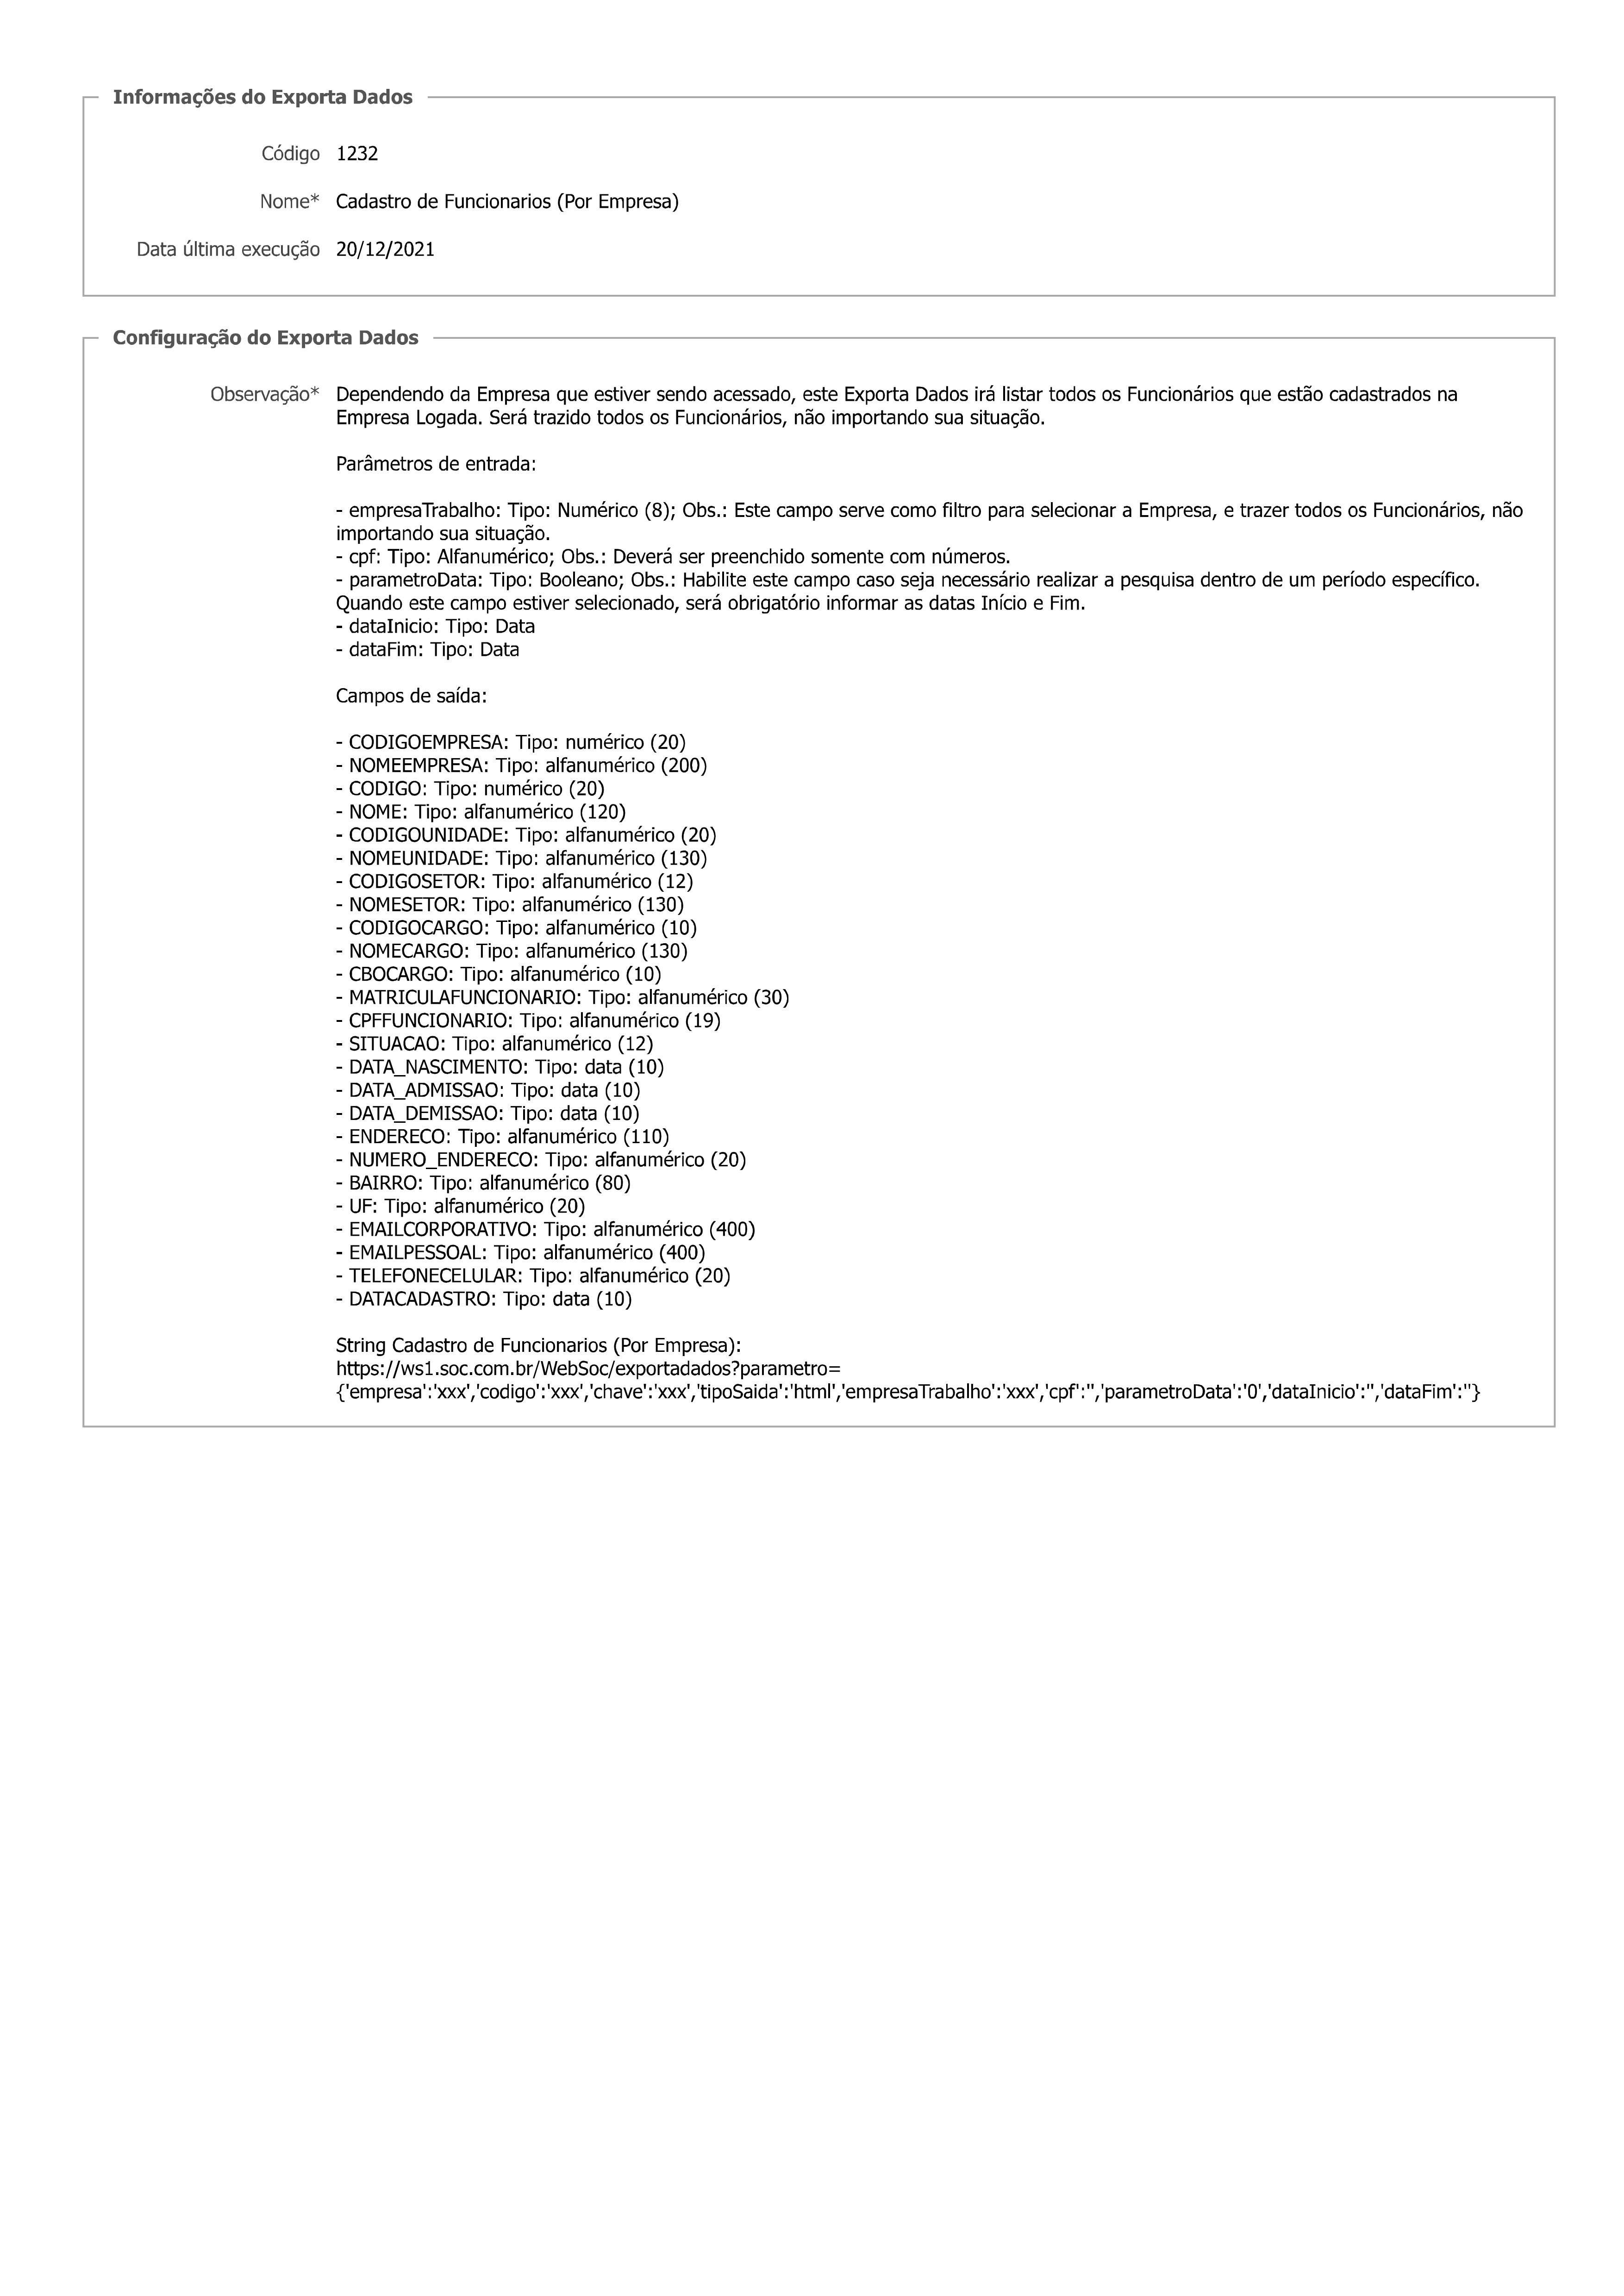 Informações do Exporta Dados
Código 1232
Nome* Cadastro de Funcionarios (Por Empresa)
Data última execução 20/12/2021
Configuração do Exporta Dados
Observação* Dependendo da Empresa que estiver sendo acessado, este Exporta Dados irá listar todos os Funcionários que estão cadastrados na
Empresa Logada. Será trazido todos os Funcionários, não importando sua situação.
Parâmetros de entrada:
- empresaTrabalho: Tipo: Numérico (8); Obs.: Este campo serve como filtro para selecionar a Empresa, e trazer todos os Funcionários, não
importando sua situação.
- cpf: Tipo: Alfanumérico; Obs.: Deverá ser preenchido somente com números.
- parametroData: Tipo: Booleano; Obs.: Habilite este campo caso seja necessário realizar a pesquisa dentro de um período específico.
Quando este campo estiver selecionado, será obrigatório informar as datas Início e Fim.
- dataInicio: Tipo: Data
- dataFim: Tipo: Data
Campos de saída:
- CODIGOEMPRESA: Tipo: numérico (20)
- NOMEEMPRESA: Tipo: alfanumérico (200)
- CODIGO: Tipo: numérico (20)
- NOME: Tipo: alfanumérico (120)
- CODIGOUNIDADE: Tipo: alfanumérico (20)
- NOMEUNIDADE: Tipo: alfanumérico (130)
- CODIGOSETOR: Tipo: alfanumérico (12)
- NOMESETOR: Tipo: alfanumérico (130)
- CODIGOCARGO: Tipo: alfanumérico (10)
- NOMECARGO: Tipo: alfanumérico (130)
- CBOCARGO: Tipo: alfanumérico (10)
- MATRICULAFUNCIONARIO: Tipo: alfanumérico (30)
- CPFFUNCIONARIO: Tipo: alfanumérico (19)
- SITUACAO: Tipo: alfanumérico (12)
- DATA_NASCIMENTO: Tipo: data (10)
- DATA_ADMISSAO: Tipo: data (10)
- DATA_DEMISSAO: Tipo: data (10)
- ENDERECO: Tipo: alfanumérico (110)
- NUMERO_ENDERECO: Tipo: alfanumérico (20)
- BAIRRO: Tipo: alfanumérico (80)
- UF: Tipo: alfanumérico (20)
- EMAILCORPORATIVO: Tipo: alfanumérico (400)
- EMAILPESSOAL: Tipo: alfanumérico (400)
- TELEFONECELULAR: Tipo: alfanumérico (20)
- DATACADASTRO: Tipo: data (10)
String Cadastro de Funcionarios (Por Empresa):
https://ws1.soc.com.br/WebSoc/exportadados?parametro=
{'empresa':'xxx','codigo':'xxx','chave':'xxx','tipoSaida':'html','empresaTrabalho':'xxx','cpf':'','parametroData':'0','dataInicio':'','dataFim':''}